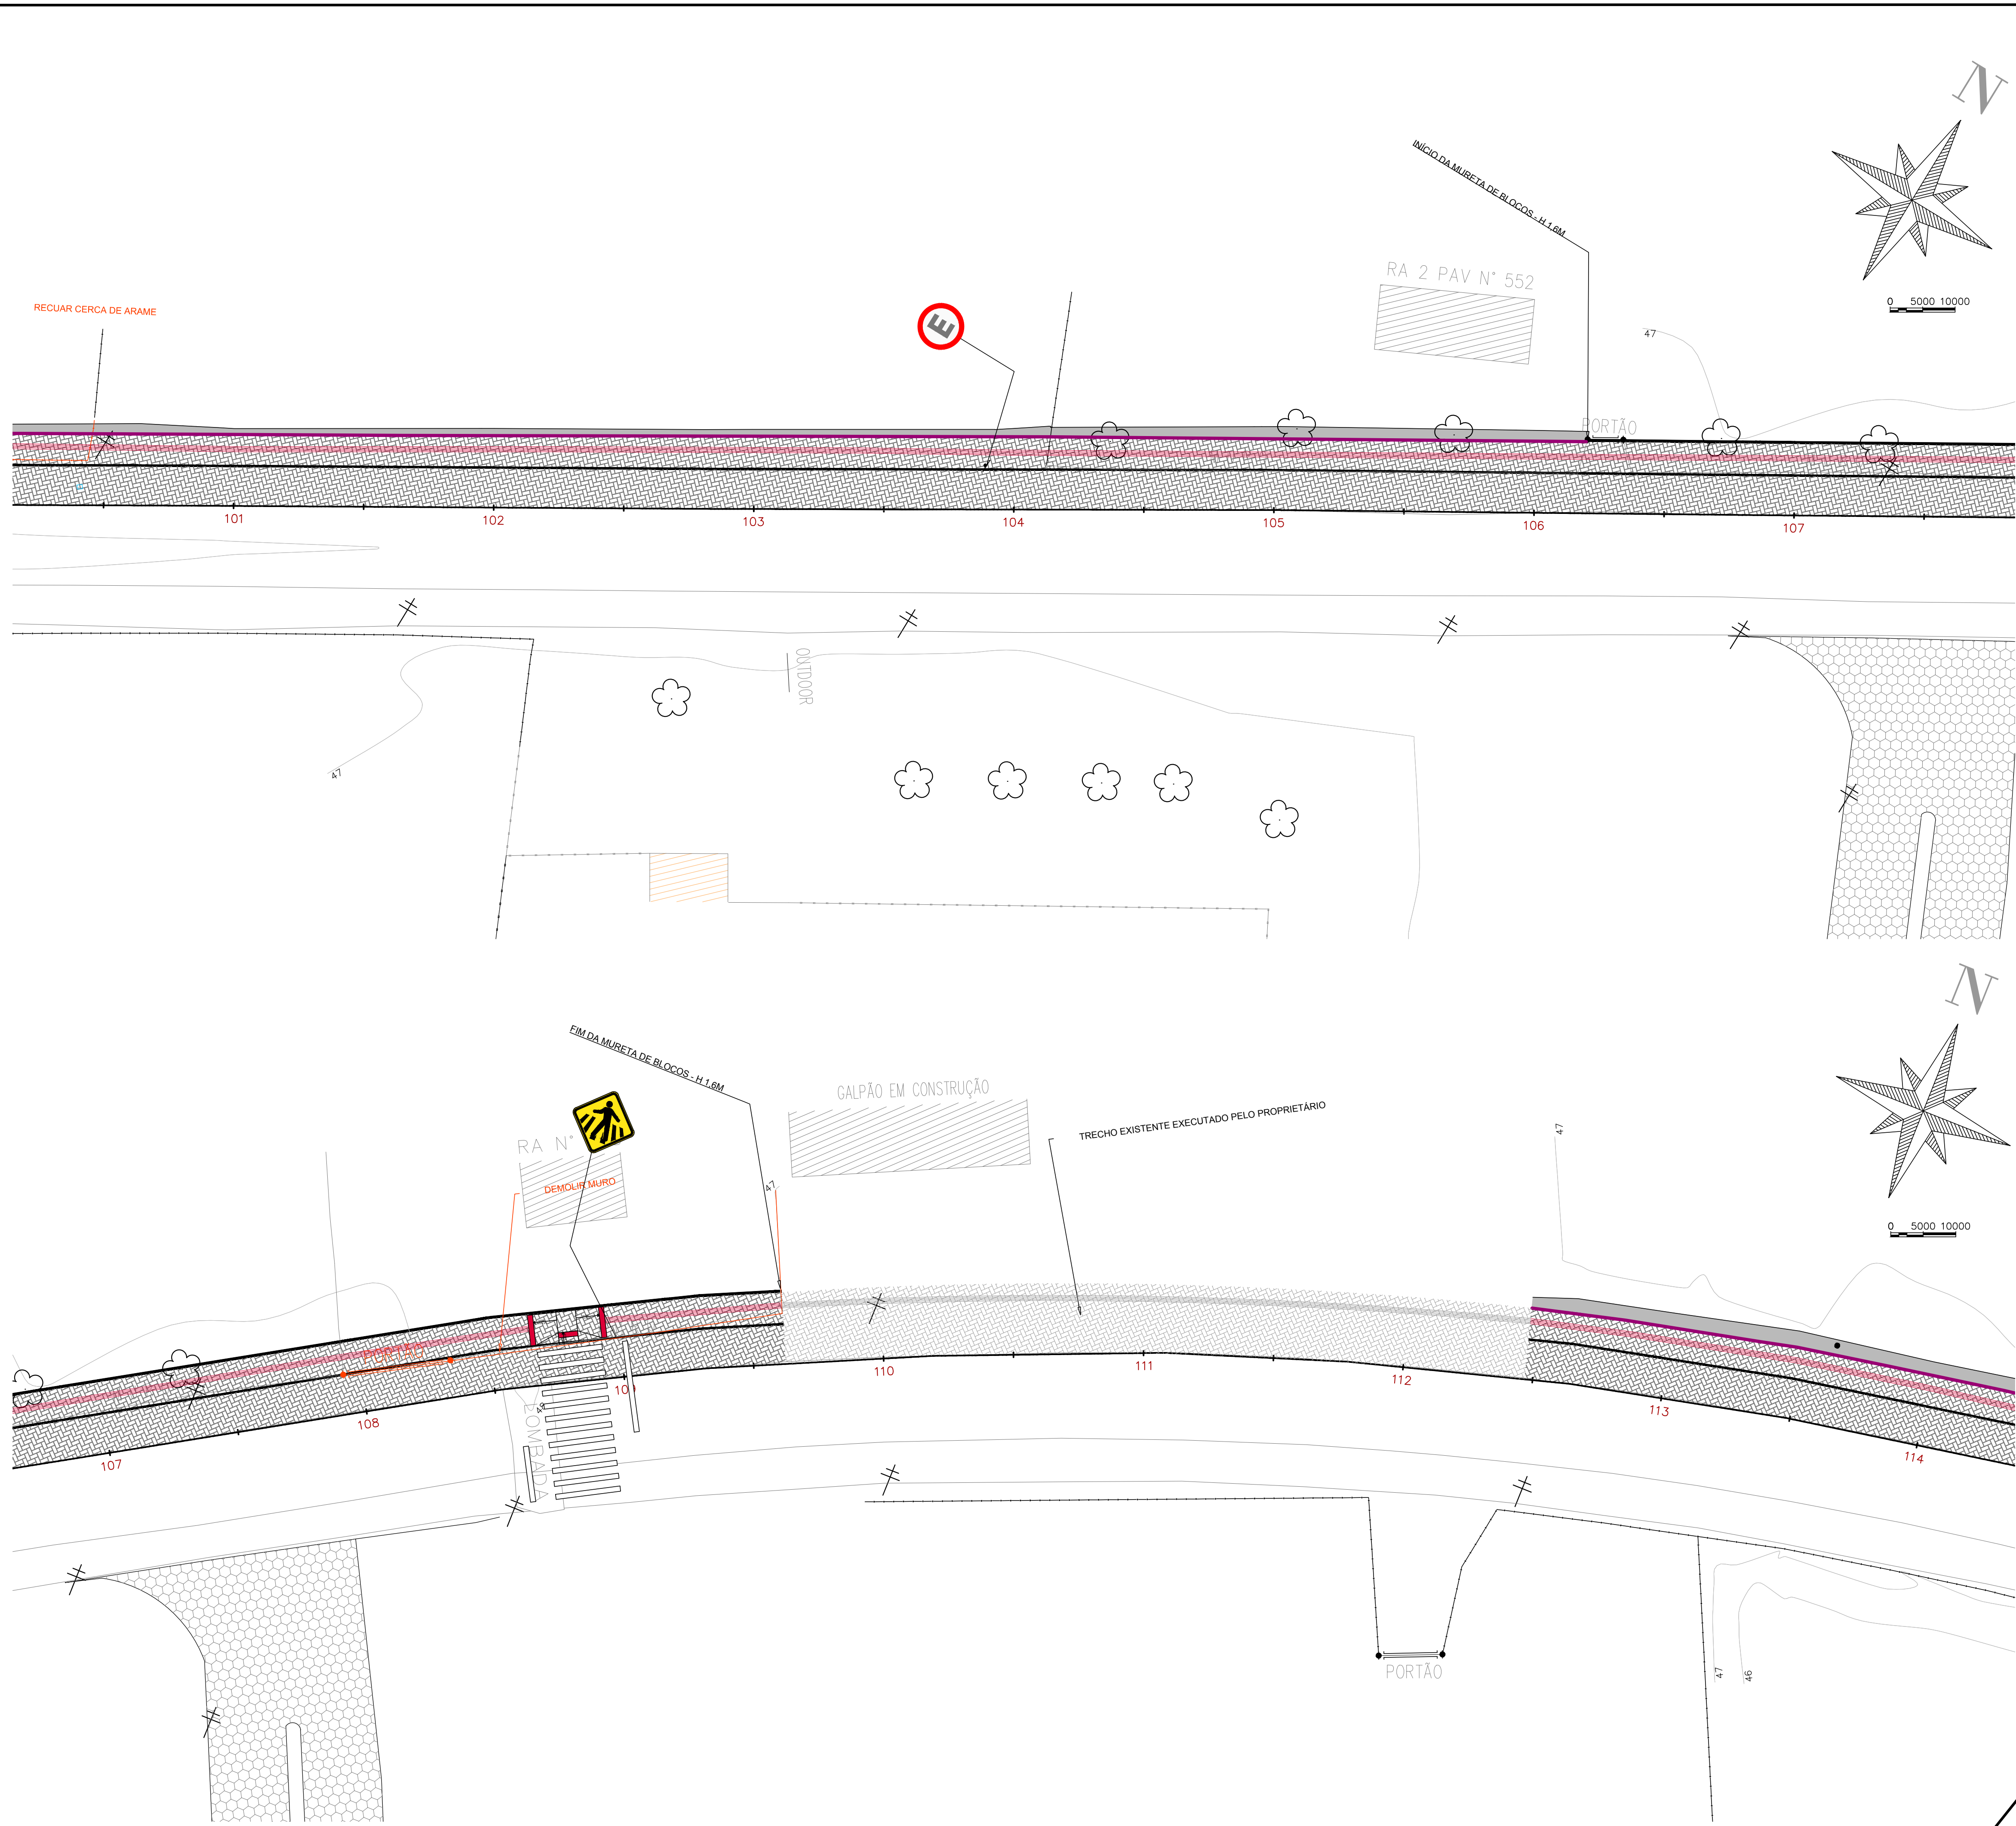 N
INÍCIO DA MURETA DE BLOCOS - H 1,6M
RA 2 PAV N° 552
0 5000 10000
RECUAR CERCA DE ARAME
E
47
PORTÃO
101
102
103
104
105
106
107
OUTDOOR
47
N
FIM DA MURETA DE BLOCOS - H 1,6M
GALPÃO EM CONSTRUÇÃO
TRECHO EXISTENTE EXECUTADO PELO PROPRIETÁRIO
47
RA N°
DEMOLIR MURO
47
0 5000 10000
PORTÃO
107
108
109
110
111
112
113
114
48
LOMBADA
PORTÃO
47
46